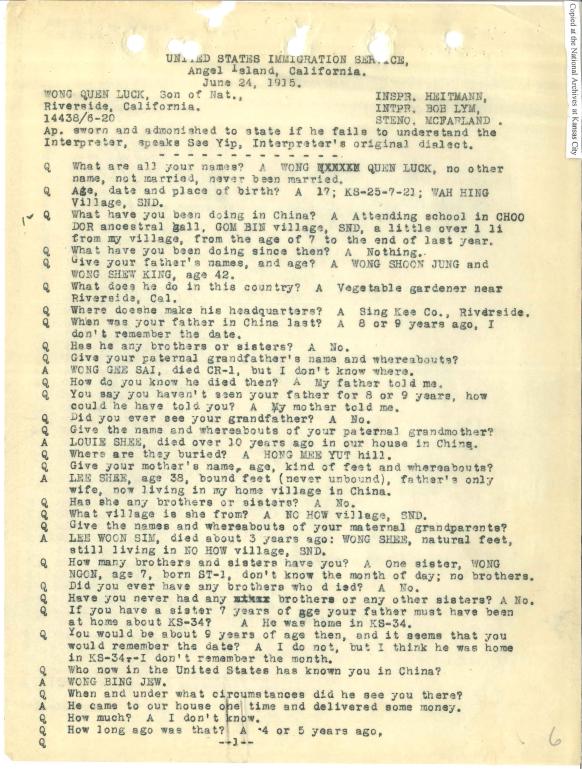 Copied at the National Archives at Kansas City
UNITED STATES IMMIGRATION SERVICE,
Angel Island, California.
June 24, 1915.
WONG QUEN LUCK, Son of Nat., INSPR. HEITMANN,
Riverside, California. INTPR. BOB LYM,
14438/6-20 STENO. MCFARLAND.
Ap. sworn and admonished to state if he fails to understand the
Interpreter, speaks See Yip, Interpreter's original dialect.
- - - - - - - - - - - - - -
Q What are all your names? A WONG QUEN LUCK, no other
name, not married, never been married.
Q Age, date and place of birth? A 17; KS-25-7-21; WAH HING
Village, SND.
Q What have you been doing in China? A Attending school in CHOO
DOR ancestral hall, GOM BIN village, SND, a little over 1 li
from my village, from the age of 7 to the end of last year.
Q What have you been doing since then? A Nothing.
Q Give your father's names, and age? A WONG SHOON JUNG and
WONG SHEW KING, age 42.
Q What does he do in this country? A Vegetable gardener near
Riverside, Cal.
Q Where doeshe make his headquarters? A Sing Kee Co., Riverside.
Q When was your father in China last? A 8 or 9 years ago, I
don't remember the date.
Q Has he any brothers or sisters? A No.
Q Give your paternal grandfather's name and whereabouts?
A WONG GEE SAI, died CR-1, but I don't know where.
Q How do you know he died then? A My father told me.
Q You say you haven't seen your father for 8 or 9 years, how
could he have told you? A My mother told me.
Q Did you ever see your grandfather? A No.
Q Give the name and whereabouts of your paternal grandmother?
A LOUIE SHEE, died over 10 years ago in our house in China.
Q Where are they buried? A HONG MEE YUT hill.
Q Give your mother's name, age, kind of feet and whereabouts?
A LEE SHEE, age 38, bound feet (never unbound), father's only
wife, now living in my home village in China.
Q Has she any brothers or sisters? A No.
Q What village is she from? A NO HOW village, SND.
Q Give the names and whereabouts of your maternal grandparents?
A LEE WOON SIM, died about 3 years ago: WONG SHEE, natural feet,
still living in NO HOW village, SND.
Q How many brothers and sisters have you? A One sister, WONG
NGON, age 7, born ST-1, don't know the month of day; no brothers.
Q Did you ever have any brothers who died? A No.
Q Have you never had any brothers or any other sisters? A No.
Q If you have a sister 7 years of age your father must have been
at home about KS-34? A He was home in KS-34.
Q You would be about 9 years of age then, and it seems that you
would remember the date? A I do not, but I think he was home
in KS-34--I don't remember the month.
Q Who now in the United States has known you in China?
A WONG BING JEW.
Q When and under what circumstances did he see you there?
A He came to our house one time and delivered some money.
Q How much? A I don't know.
Q How long ago was that? A 4 or 5 years ago,
Q --1--
6